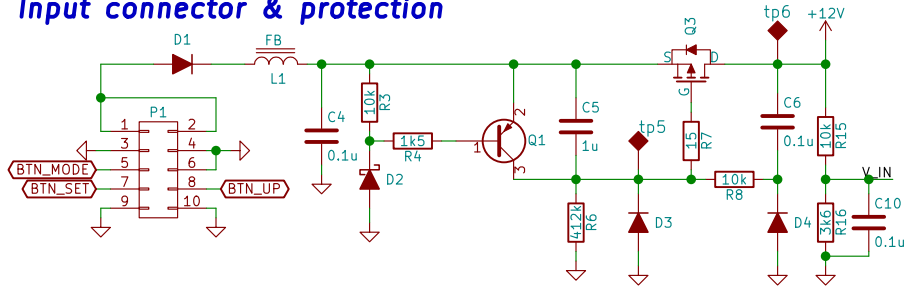 Input connector & protection
D1
FB
L1
P1
1
2
3
4
5
6
7
8
9
10
BTN_MODE
BTN_SET
BTN_UP
C4
0.1u
10k
R3
1k5
R4
D2
1
2
3
Q1
C5
1u
412k
R6
tp5
D3
Q3
S
D
G
15
R7
10k
R8
tp6
+12V
C6
0.1u
D4
10k
R15
V_IN
3k6
R16
C10
0.1u